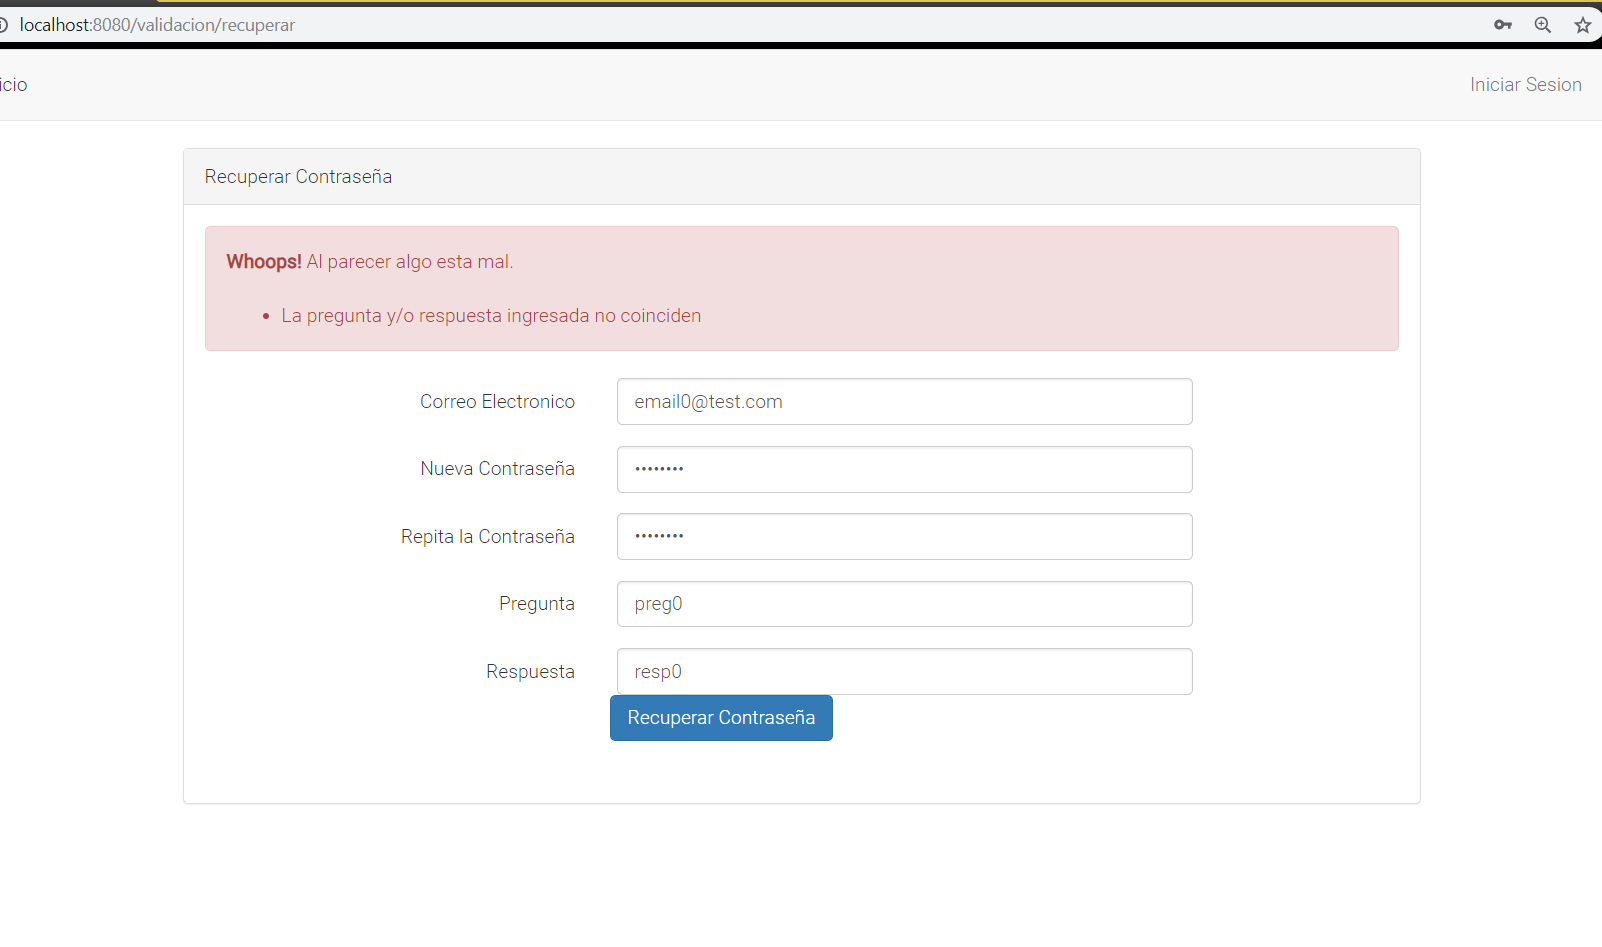 localhost:8080/validacion/recuperar
icio
Iniciar Sesion
Recuperar Contraseña
Whoops! Al parecer algo esta mal.
• La pregunta y/o respuesta ingresada no coinciden
Correo Electronico
email0@test.com
Nueva Contraseña
••••••••
Repita la Contraseña
••••••••
Pregunta
preg0
Respuesta
resp0
Recuperar Contraseña